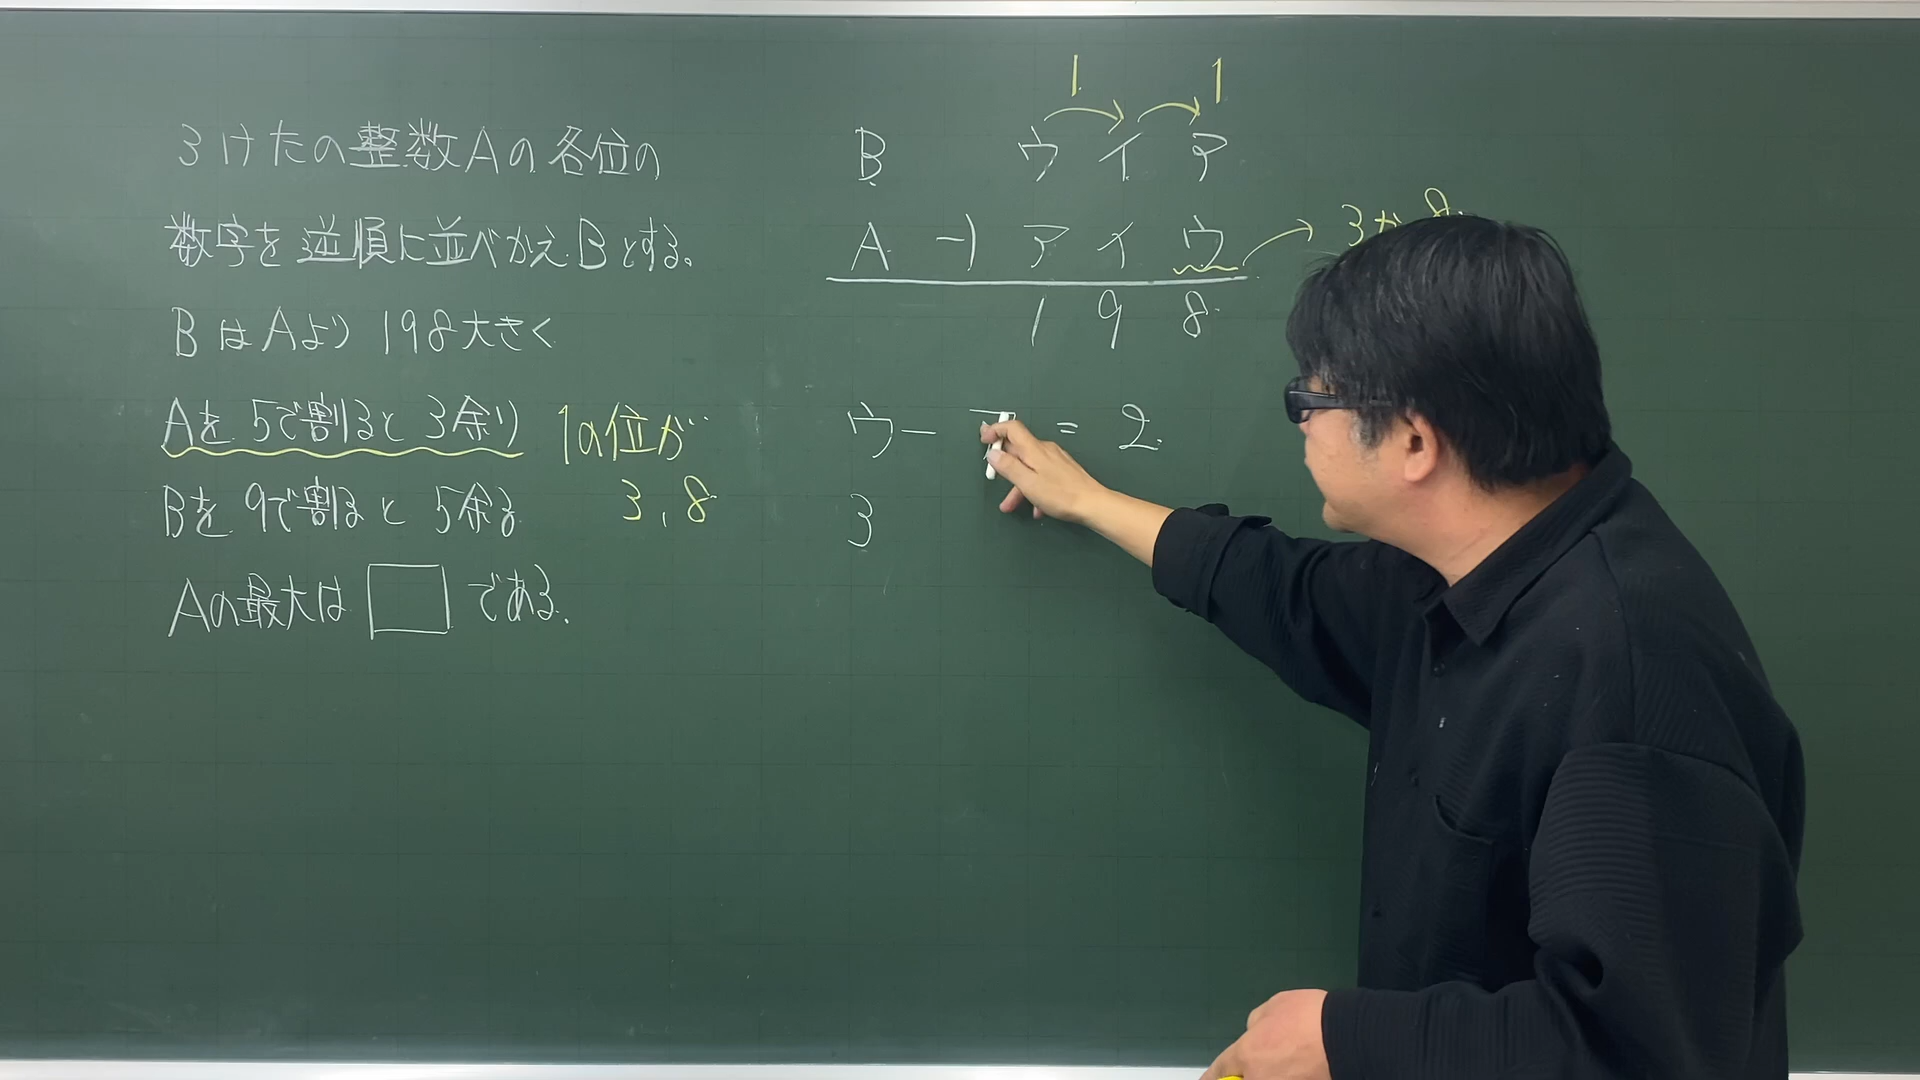 3けたの整数Aの各位の
数字を逆順に並べかえBとする。
BはAより198大きく
Aを5で割ると3余り
1の位が
Bを9で割ると5余る
3,8
Aの最大は□である.
1 1
B ウイア
A -)アイウ
3か8
198
ウ-ア=2
3